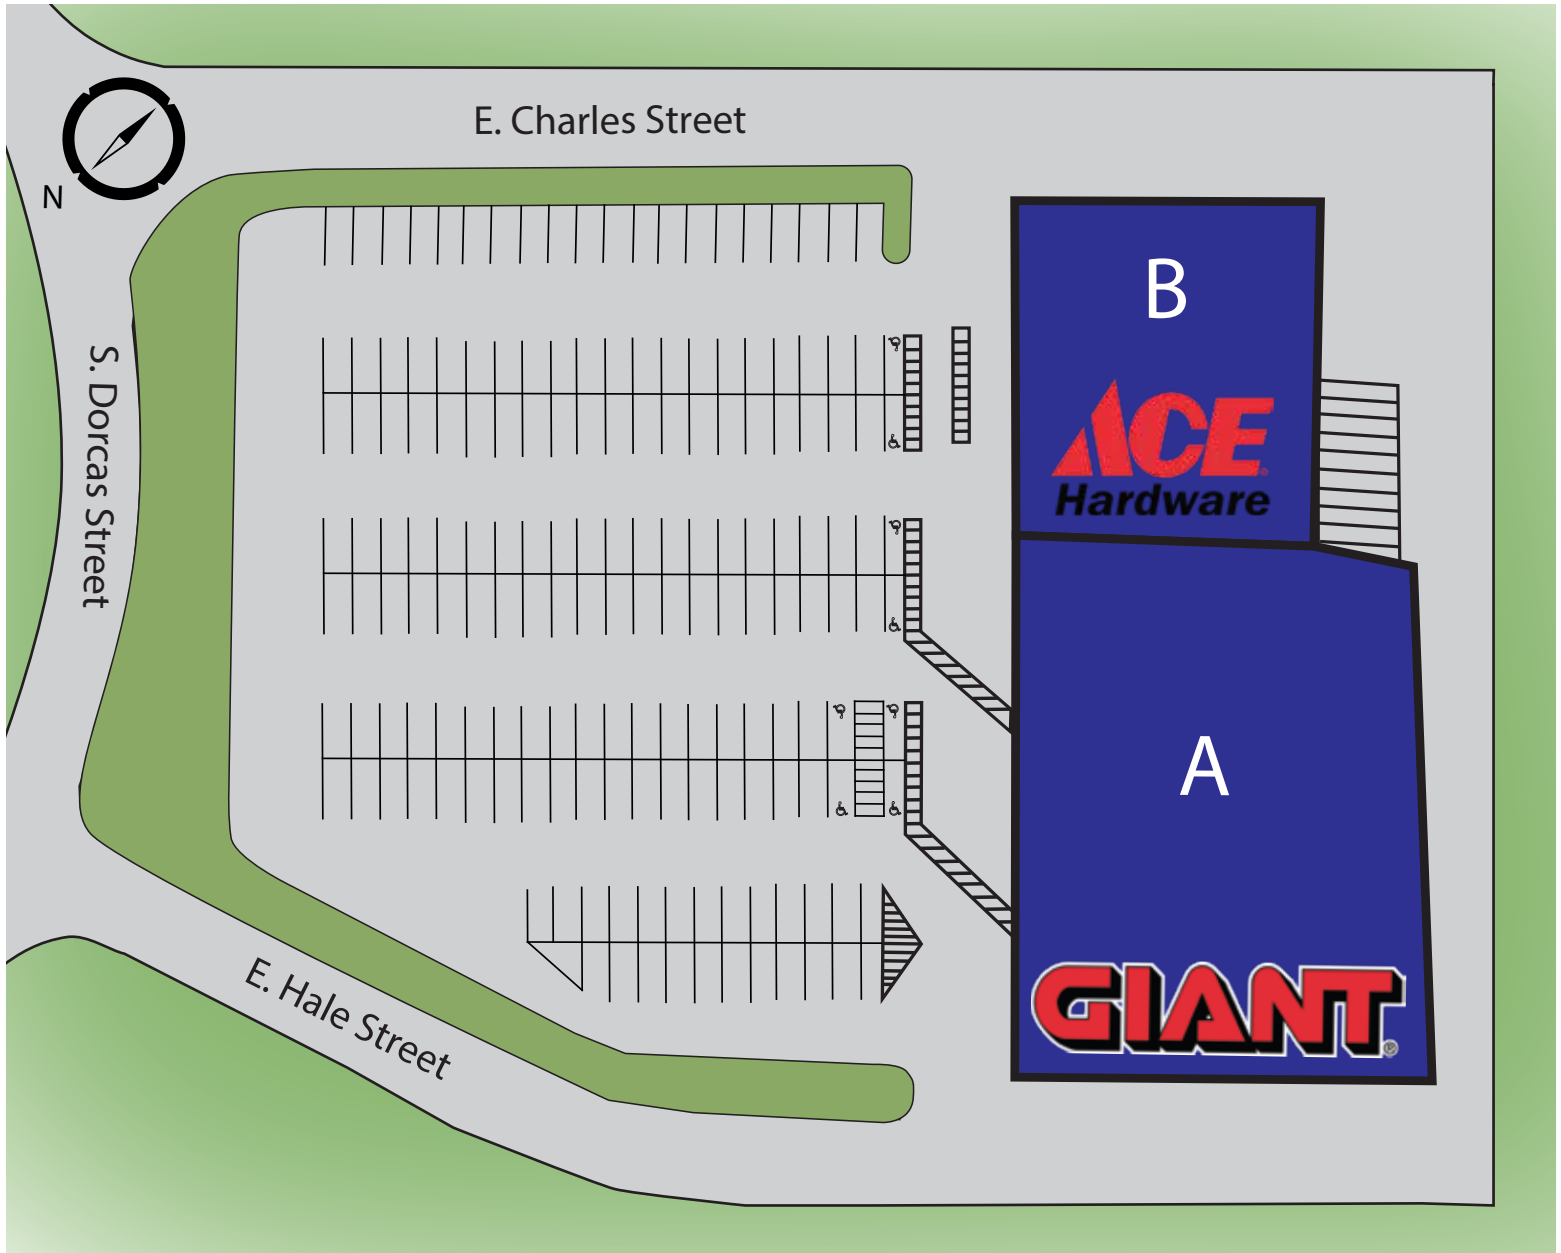 E. Charles Street
N
B
S. Dorcas Street
ACE
Hardware
A
E. Hale Street
GIANT
®